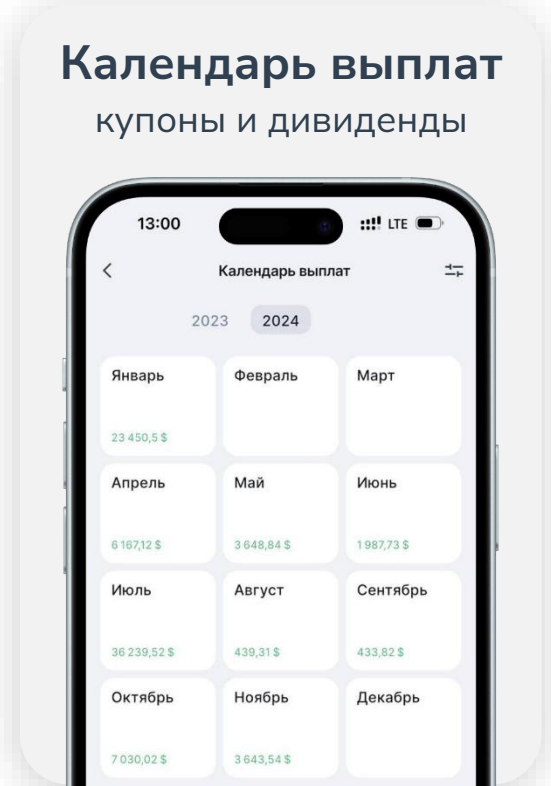 Календарь выплат
купоны и дивиденды
13:00 LTE
Календарь выплат
2023 2024
Январь Февраль Март
23 450,5 $
Апрель Май Июнь
6 167,12 $ 3 648,84 $ 1 987,73 $
Июль Август Сентябрь
36 239,52 $ 439,31 $ 433,82 $
Октябрь Ноябрь Декабрь
7 030,02 $ 3 643,54 $